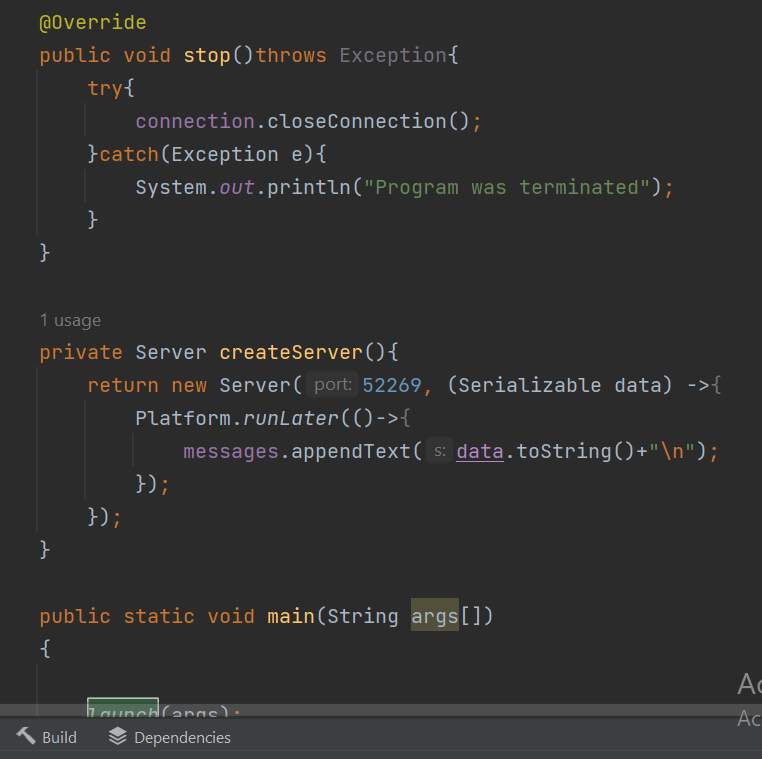 @Override
public void stop()throws Exception{
try{
connection.closeConnection();
}catch(Exception e){
System.out.println("Program was terminated");
}
}
1 usage
private Server createServer(){
return new Server( port: 52269, (Serializable data) ->{
Platform.runLater(()->{
messages.appendText( s: data.toString()+"\n");
});
});
}
public static void main(String args[])
{
launch(args);
Build Dependencies